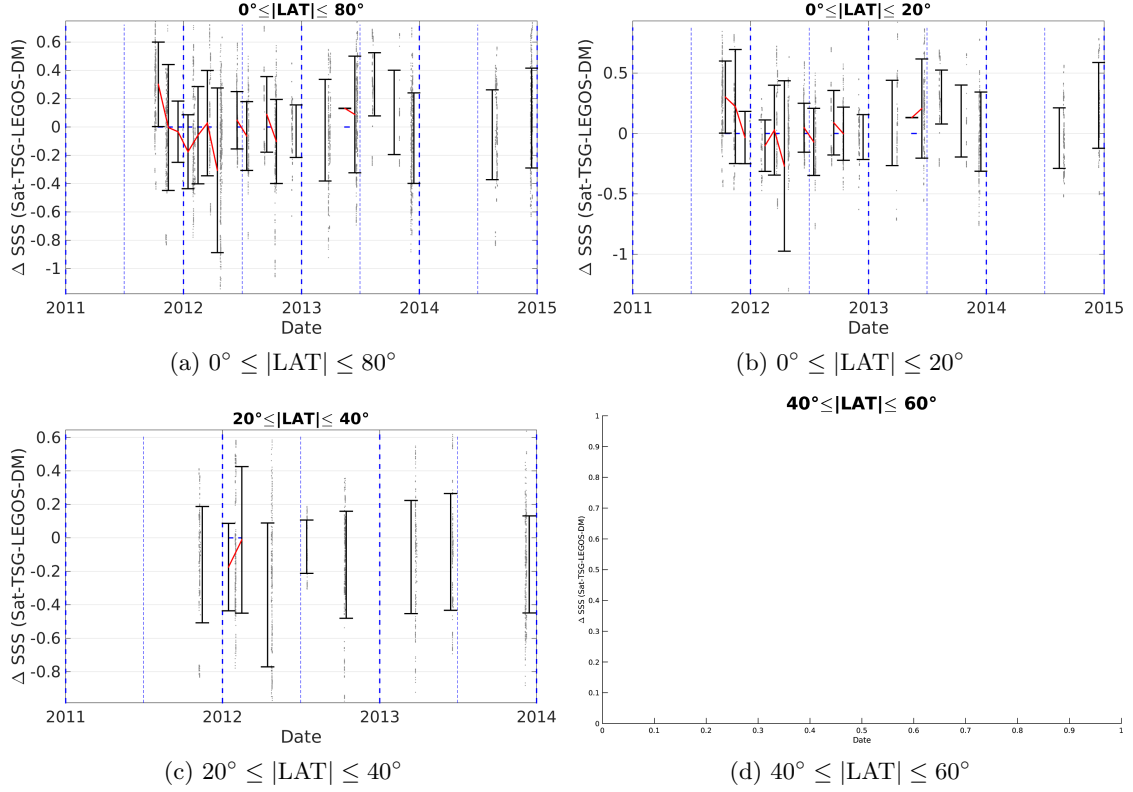 0°≤|LAT|≤ 80°
0.6
0.4
0.2
0
-0.2
-0.4
-0.6
-0.8
-1
Δ SSS (Sat-TSG-LEGOS-DM)
2011 2012 2013 2014 2015
Date
(a) 0° ≤ |LAT| ≤ 80°
0°≤|LAT|≤ 20°
0.5
0
-0.5
-1
Δ SSS (Sat-TSG-LEGOS-DM)
2011 2012 2013 2014 2015
Date
(b) 0° ≤ |LAT| ≤ 20°
20°≤|LAT|≤ 40°
0.6
0.4
0.2
0
-0.2
-0.4
-0.6
-0.8
Δ SSS (Sat-TSG-LEGOS-DM)
2011 2012 2013 2014
Date
(c) 20° ≤ |LAT| ≤ 40°
40°≤|LAT|≤ 60°
1
0.9
0.8
0.7
0.6
0.5
0.4
0.3
0.2
0.1
0
Δ SSS (Sat-TSG-LEGOS-DM)
0 0.1 0.2 0.3 0.4 0.5 0.6 0.7 0.8 0.9 1
Date
(d) 40° ≤ |LAT| ≤ 60°